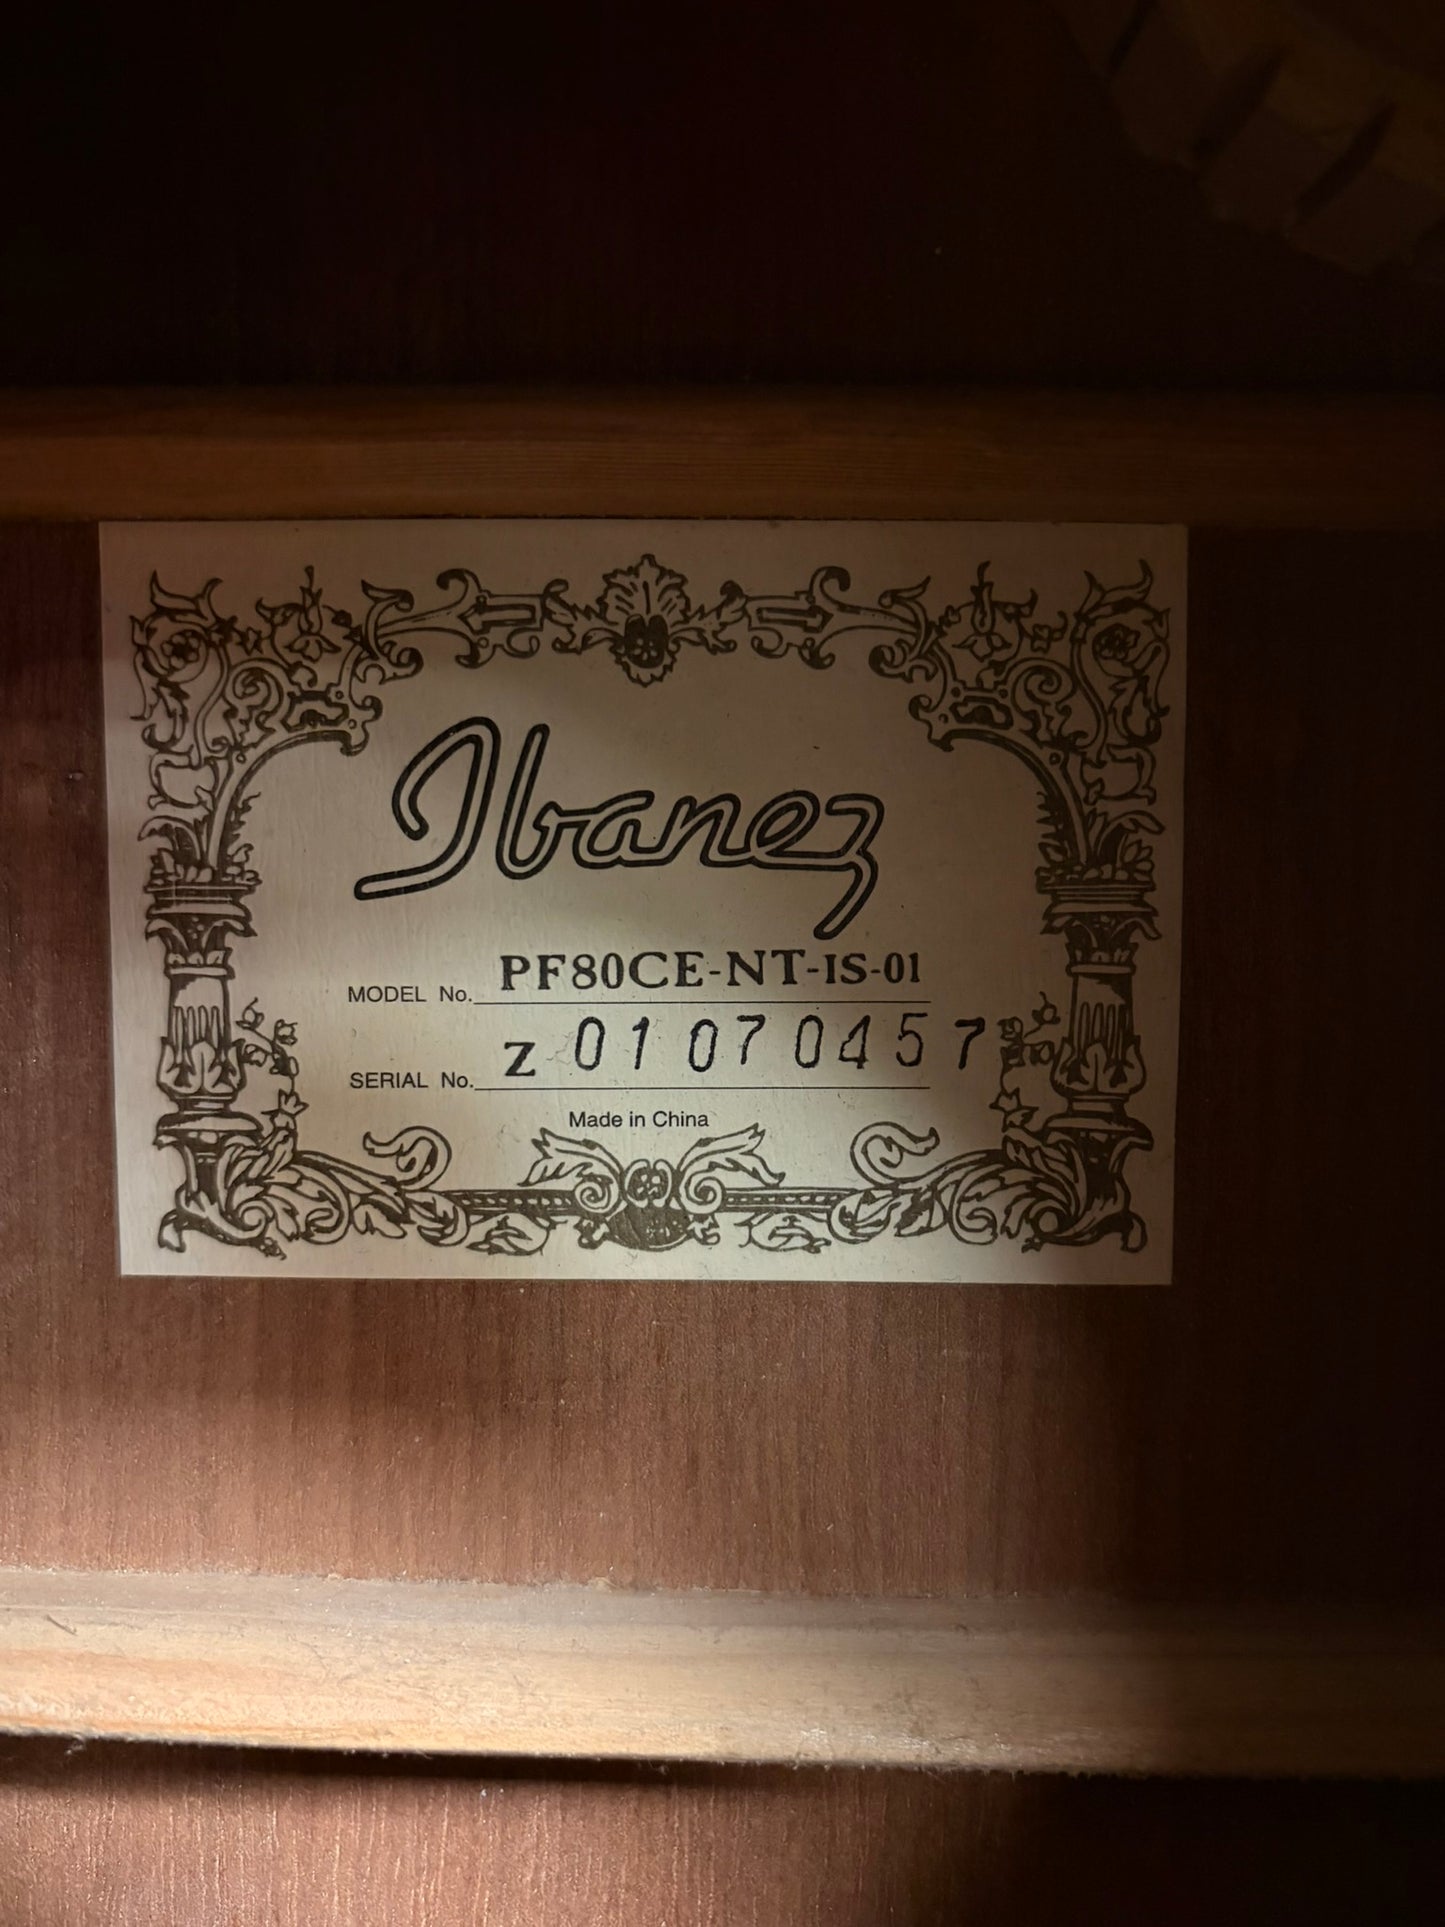 Ibanez
MODEL No. PF80CE-NT-IS-01
SERIAL No. Z 01070457
Made in China